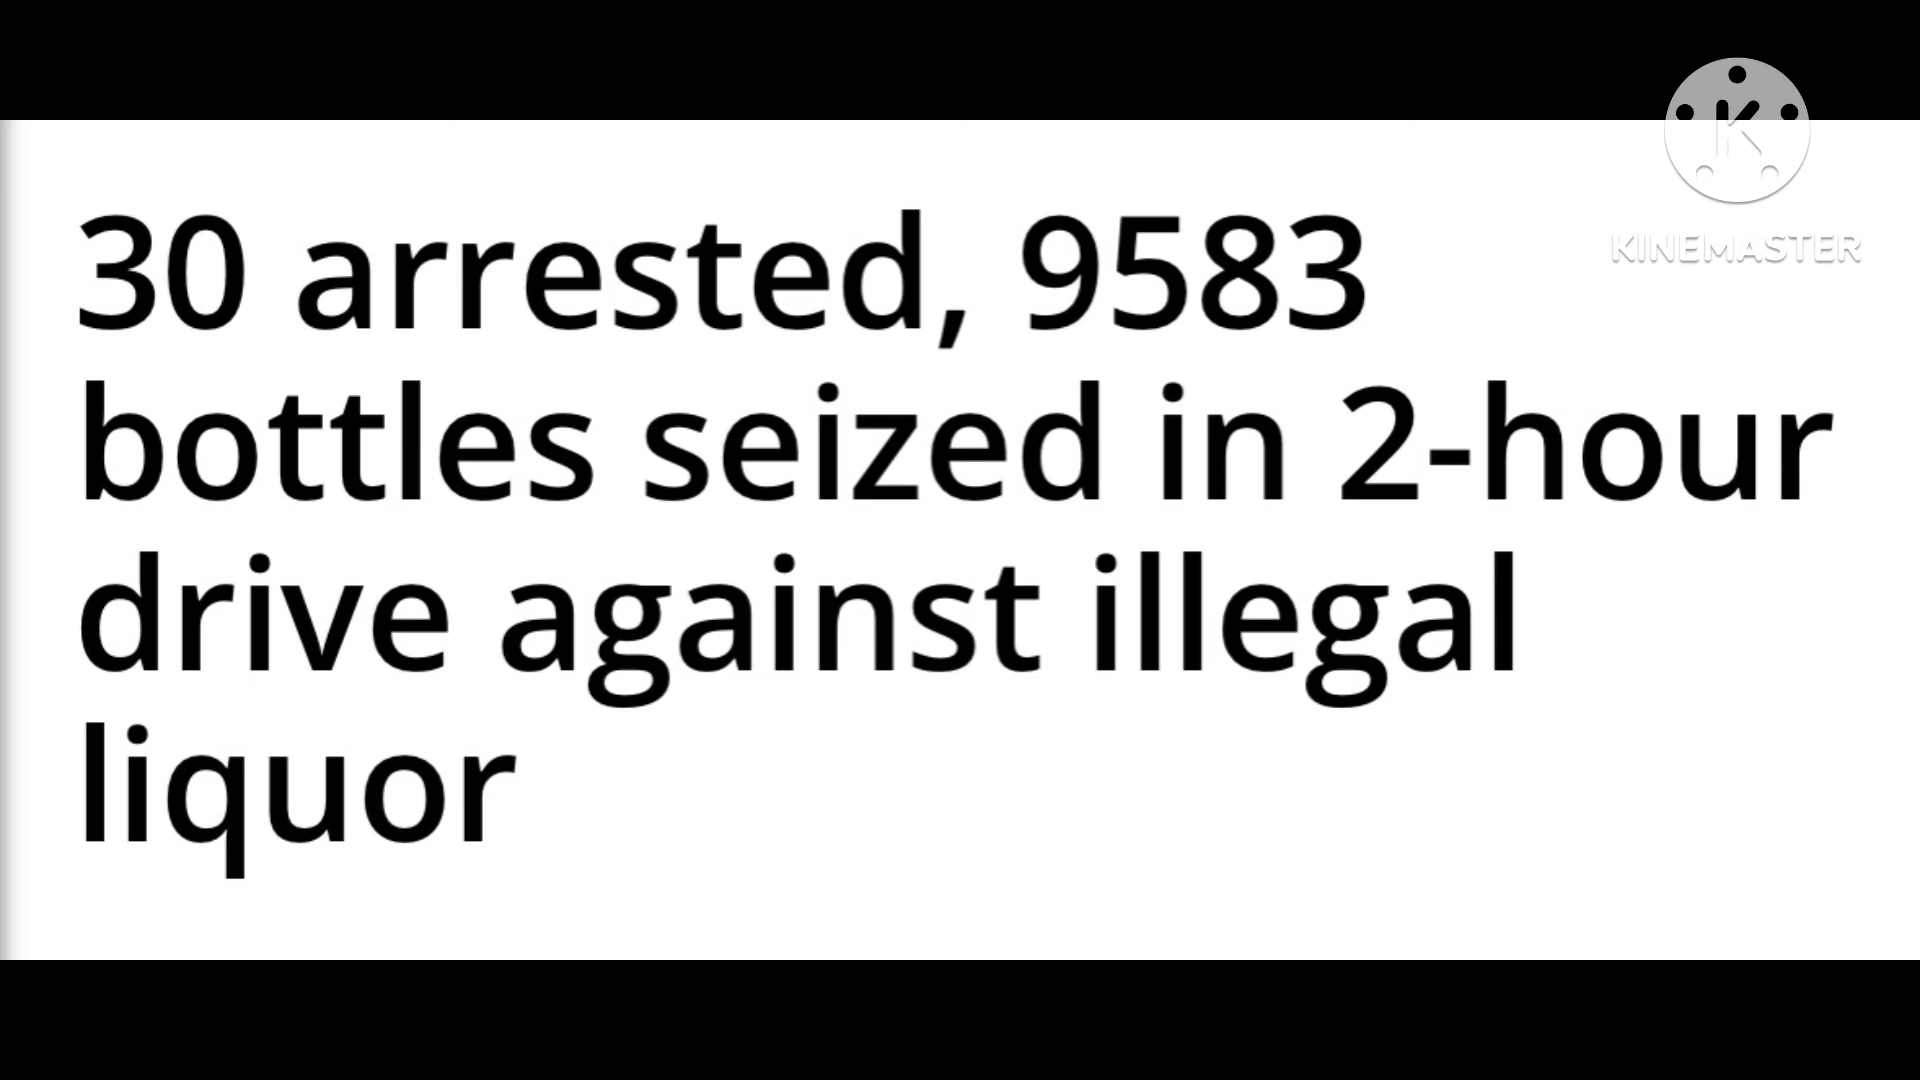 30 arrested, 9583
bottles seized in 2-hour
drive against illegal
liquor
K
KINEMASTER